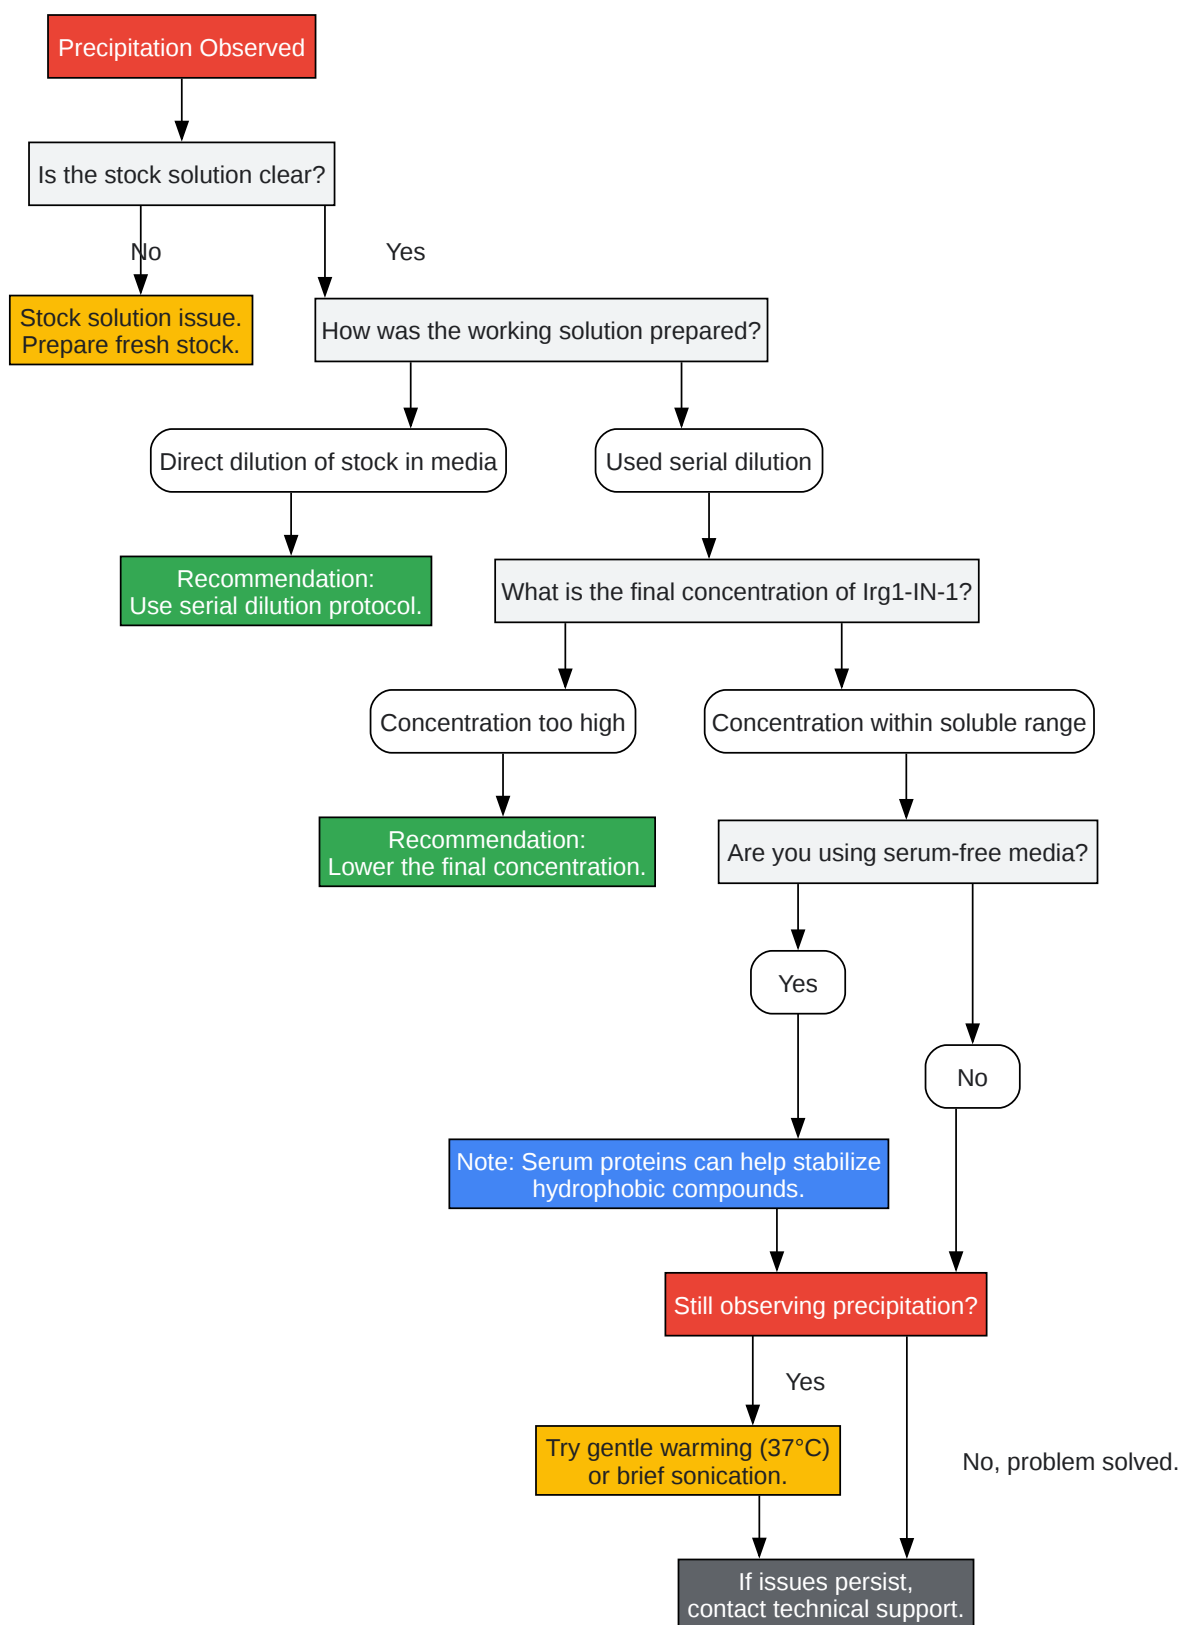 Precipitation Observed
Is the stock solution clear?
No
Yes
Stock solution issue.
Prepare fresh stock.
How was the working solution prepared?
Direct dilution of stock in media
Used serial dilution
Recommendation:
Use serial dilution protocol.
What is the final concentration of Irg1-IN-1?
Concentration too high
Concentration within soluble range
Recommendation:
Lower the final concentration.
Are you using serum-free media?
Yes
No
Note: Serum proteins can help stabilize
hydrophobic compounds.
Still observing precipitation?
Yes
Try gentle warming (37°C)
or brief sonication.
No, problem solved.
If issues persist,
contact technical support.